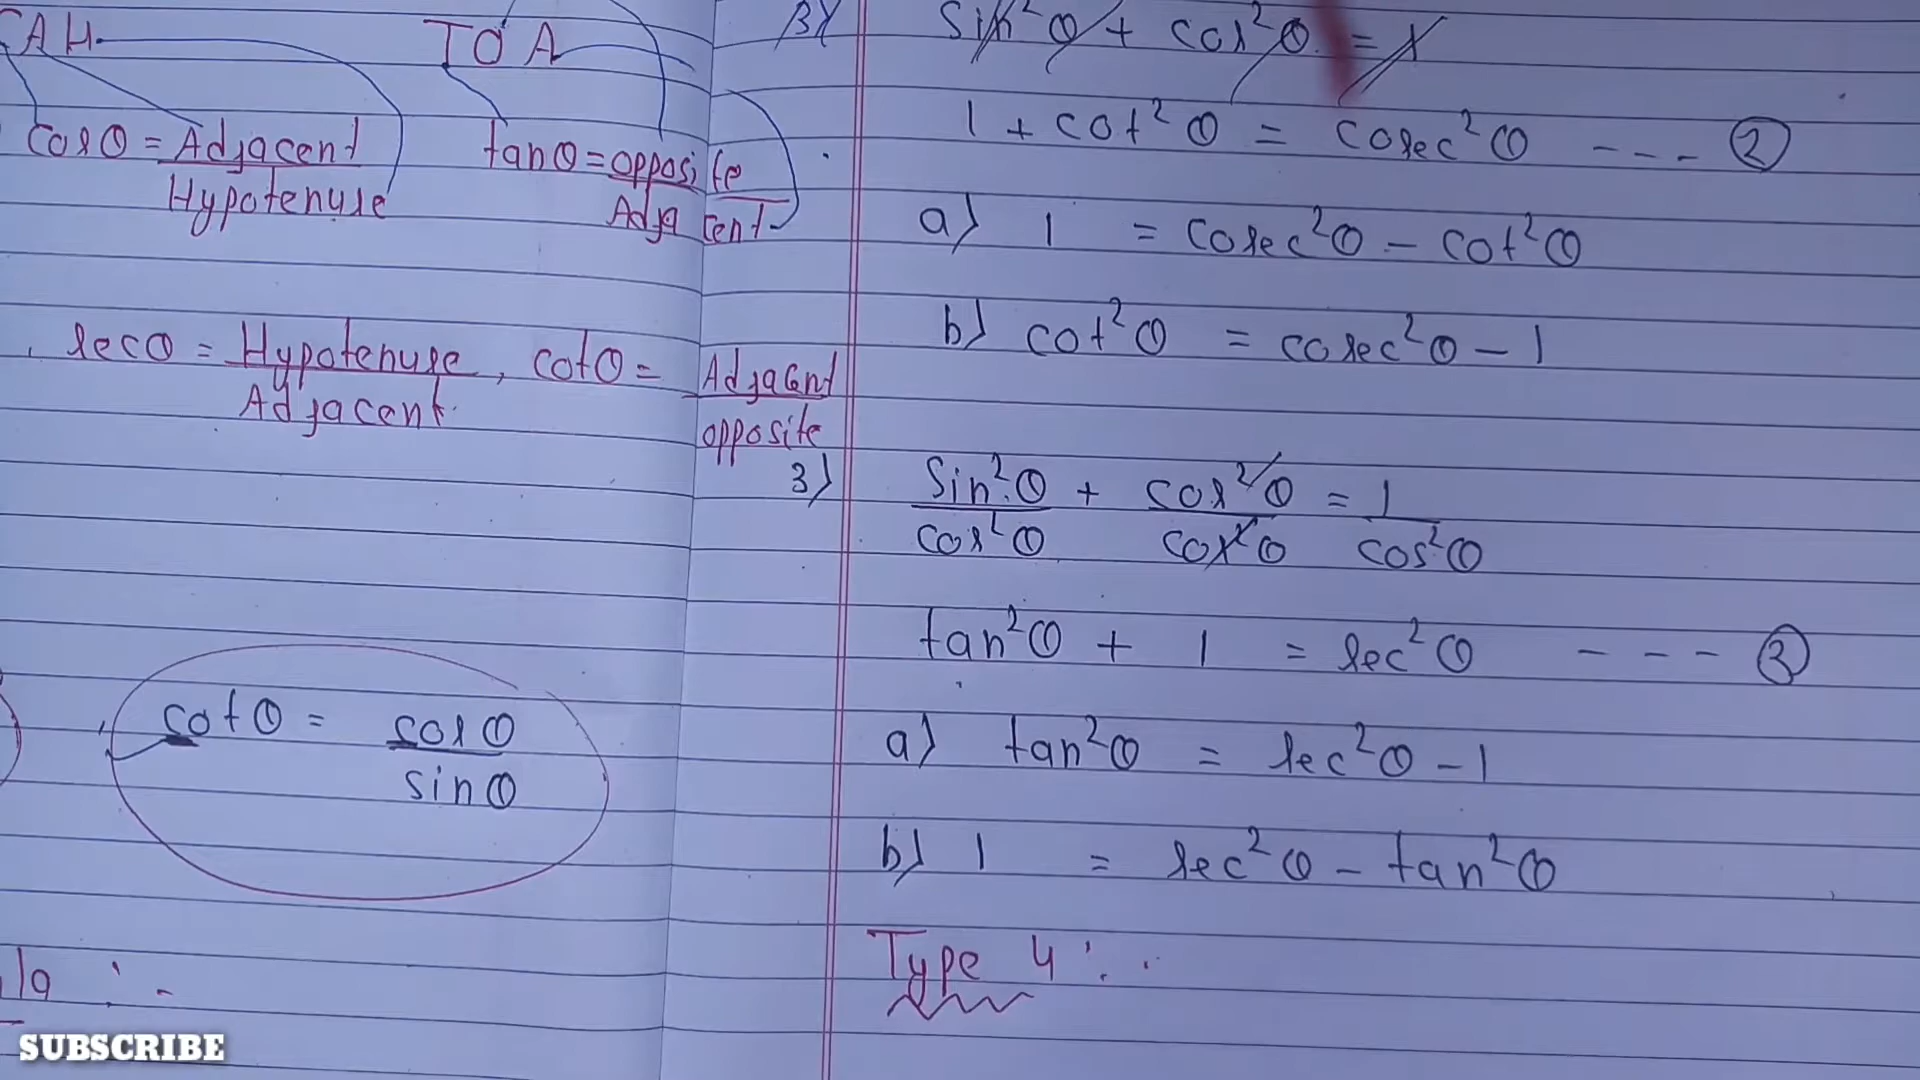 CAH TOA
cosθ = Adjacent / Hypotenuse tanθ = opposite / Adjacent
secθ = Hypotenuse / Adjacent , cotθ = Adjacent / opposite
cotθ = cosθ / sinθ
la :-
SUBSCRIBE
3) sin²θ + cos²θ = 1
1 + cot²θ = cosec²θ --- ②
a) 1 = cosec²θ - cot²θ
b) cot²θ = cosec²θ - 1
3) Sin²θ / cos²θ + cos²θ / cos²θ = 1 / cos²θ
tan²θ + 1 = sec²θ --- ③
a) tan²θ = sec²θ - 1
b) 1 = sec²θ - tan²θ
Type 4 :